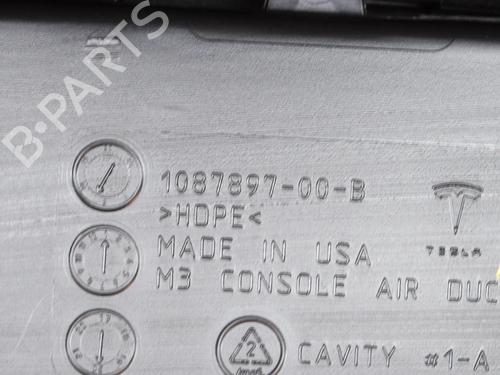 B-PARTS
1087897-00-B
>HDPE<
MADE IN USA
TESLA
M3 CONSOLE AIR DUC
2
CAVITY #1-A